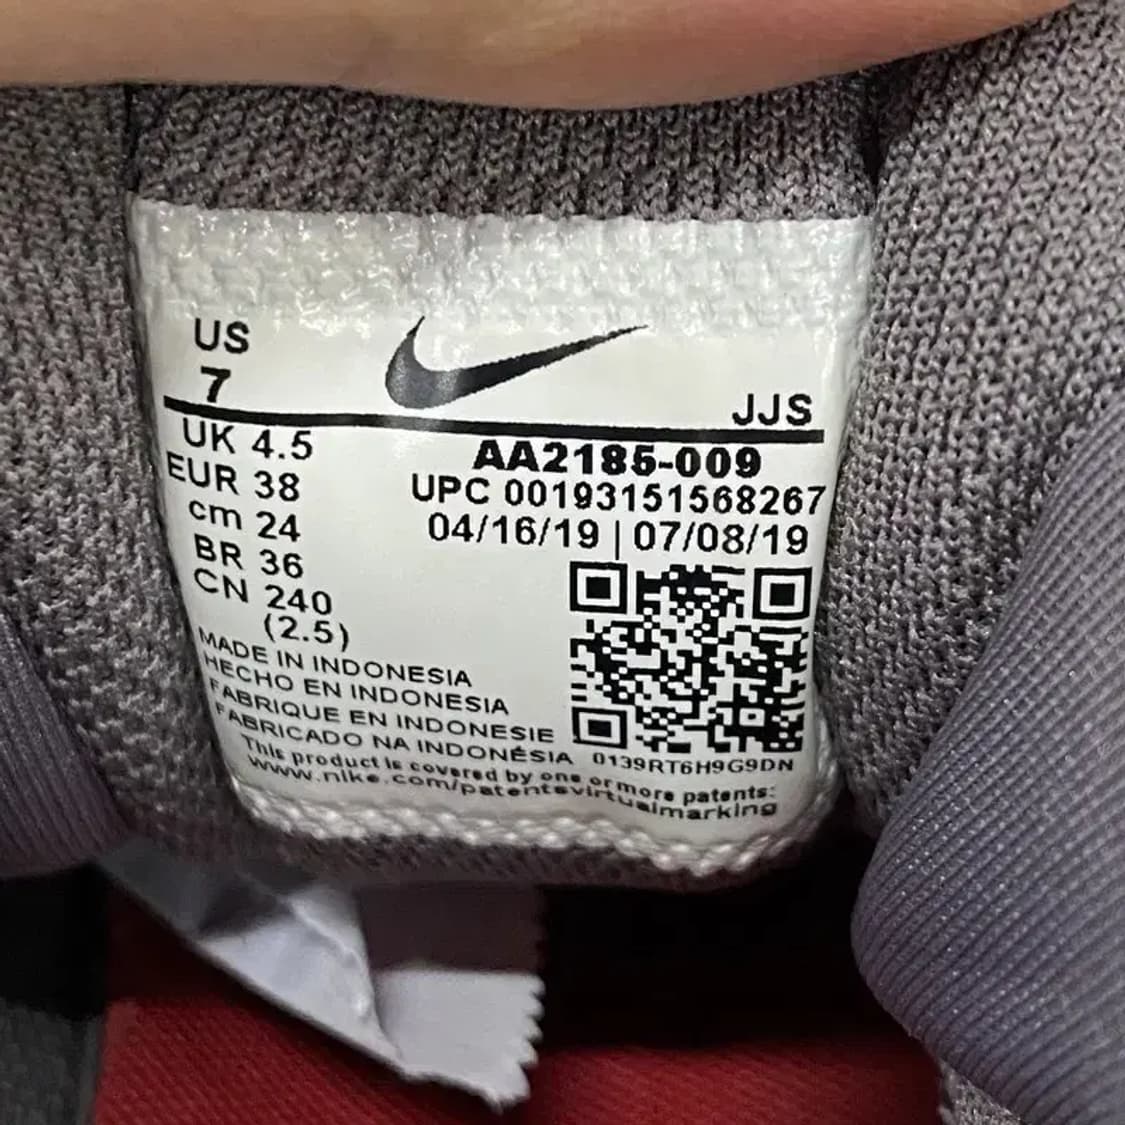 US
7
JJS
UK 4.5
EUR 38
cm 24
BR 36
CN 240
(2.5)
AA2185-009
UPC 00193151568267
04/16/19 | 07/08/19
MADE IN INDONESIA
HECHO EN INDONESIA
FABRIQUE EN INDONESIE
FABRICADO NA INDONÉSIA
0139RT6H9G9DN
This product is covered by one or more patents:
www.nike.com/patentsvirtualmarking